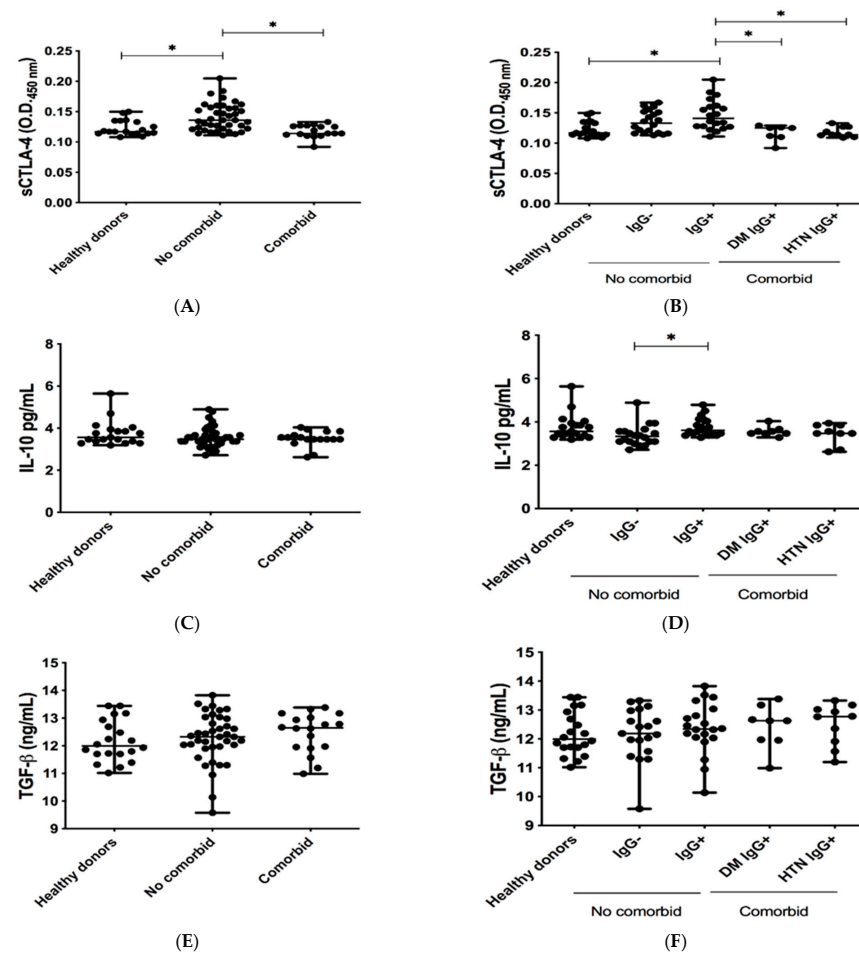 * *
sCTLA-4 (O.D.450 nm)
0.25
0.20
0.15
0.10
0.05
0.00
Healthy donors
No comorbid
Comorbid
(A)
*
* *
sCTLA-4 (O.D.450 nm)
0.25
0.20
0.15
0.10
0.05
0.00
Healthy donors
IgG-
IgG+
DM IgG+
HTN IgG+
No comorbid
Comorbid
(B)
IL-10 pg/mL
8
6
4
2
0
Healthy donors
No comorbid
Comorbid
(C)
*
IL-10 pg/mL
8
6
4
2
0
Healthy donors
IgG-
IgG+
DM IgG+
HTN IgG+
No comorbid
Comorbid
(D)
TGF-β (ng/mL)
15
14
13
12
11
10
9
Healthy donors
No comorbid
Comorbid
(E)
TGF-β (ng/mL)
15
14
13
12
11
10
9
Healthy donors
IgG-
IgG+
DM IgG+
HTN IgG+
No comorbid
Comorbid
(F)